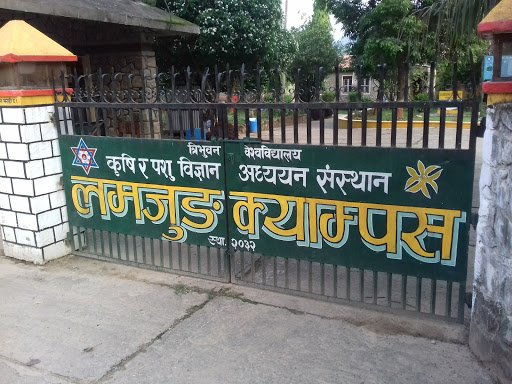 त्रिभुवन विश्वविद्यालय
कृषि र पशु विज्ञान अध्ययन संस्थान
लमजुङ क्याम्पस
स्था. २०३२